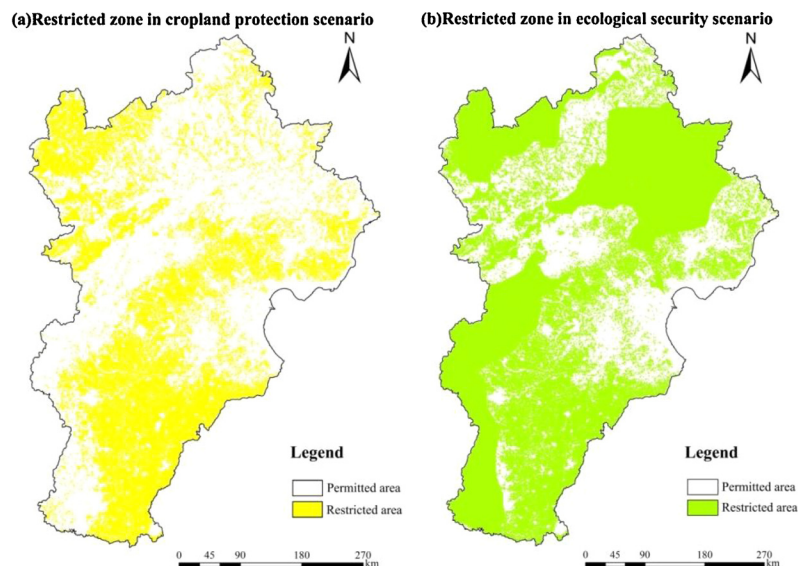 (a)Restricted zone in cropland protection scenario
N
Legend
Permitted area
Restricted area
0 45 90 180 270
km
(b)Restricted zone in ecological security scenario
N
Legend
Permitted area
Restricted area
0 45 90 180 270
km